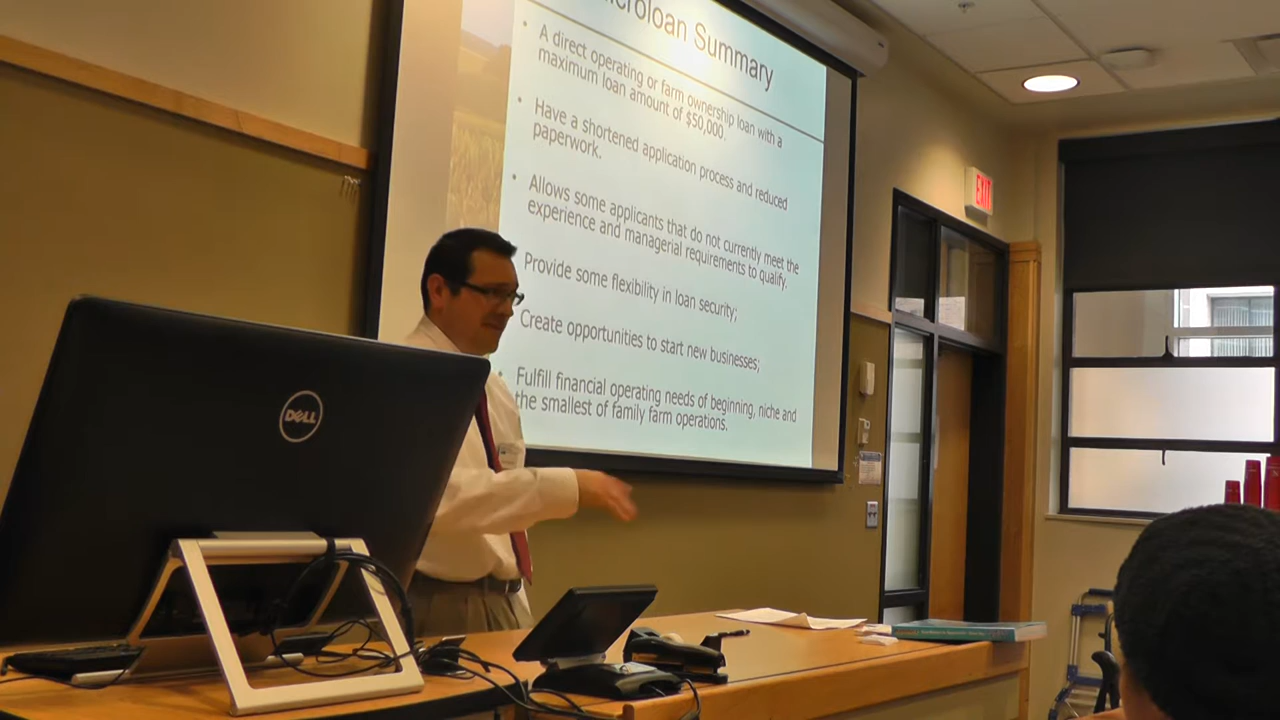 Microloan Summary
• A direct operating or farm ownership loan with a
maximum loan amount of $50,000.
• Have a shortened application process and reduced
paperwork.
• Allows some applicants that do not currently meet the
experience and managerial requirements to qualify.
Provide some flexibility in loan security;
Create opportunities to start new businesses;
• Fulfill financial operating needs of beginning, niche and
the smallest of family farm operations.
EXIT
DELL